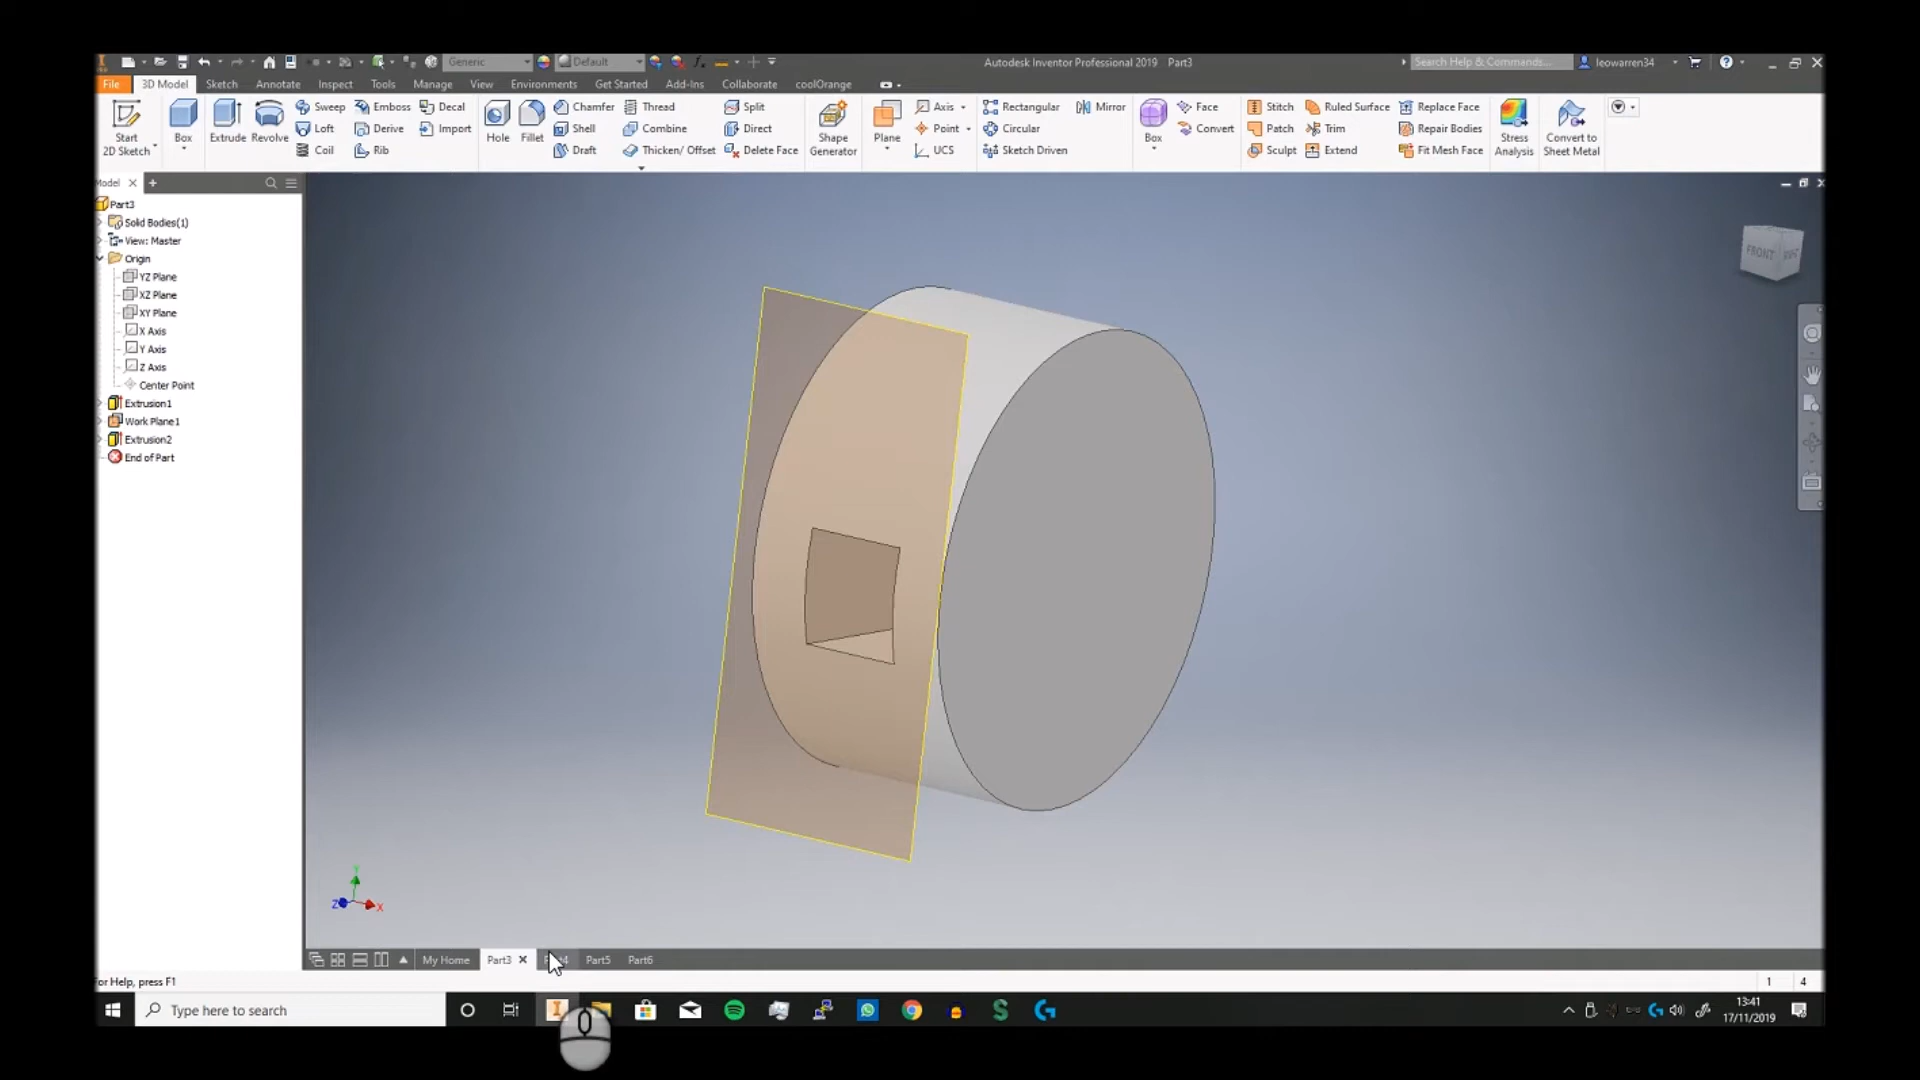 Generic
Default
Autodesk Inventor Professional 2019 Part3
Search Help & Commands...
leowarren34
File 3D Model Sketch Annotate Inspect Tools Manage View Environments Get Started Add-Ins Collaborate coolOrange
Start 2D Sketch
Box
Extrude
Revolve
Sweep Emboss Decal
Loft Derive Import
Coil Rib
Hole
Fillet
Chamfer Thread Split
Shell Combine Direct
Draft Thicken/ Offset Delete Face
Shape Generator
Plane
Axis
Point
UCS
Rectangular Mirror
Circular
Sketch Driven
Box
Face
Convert
Stitch Ruled Surface Replace Face
Patch Trim Repair Bodies
Sculpt Extend Fit Mesh Face
Stress Analysis
Convert to Sheet Metal
Model
Part3
Solid Bodies(1)
View: Master
Origin
YZ Plane
XZ Plane
XY Plane
X Axis
Y Axis
Z Axis
Center Point
Extrusion1
Work Plane1
Extrusion2
End of Part
FRONT
Y
Z X
My Home Part3 Part5 Part6
For Help, press F1
1 4
Type here to search
13:41
17/11/2019